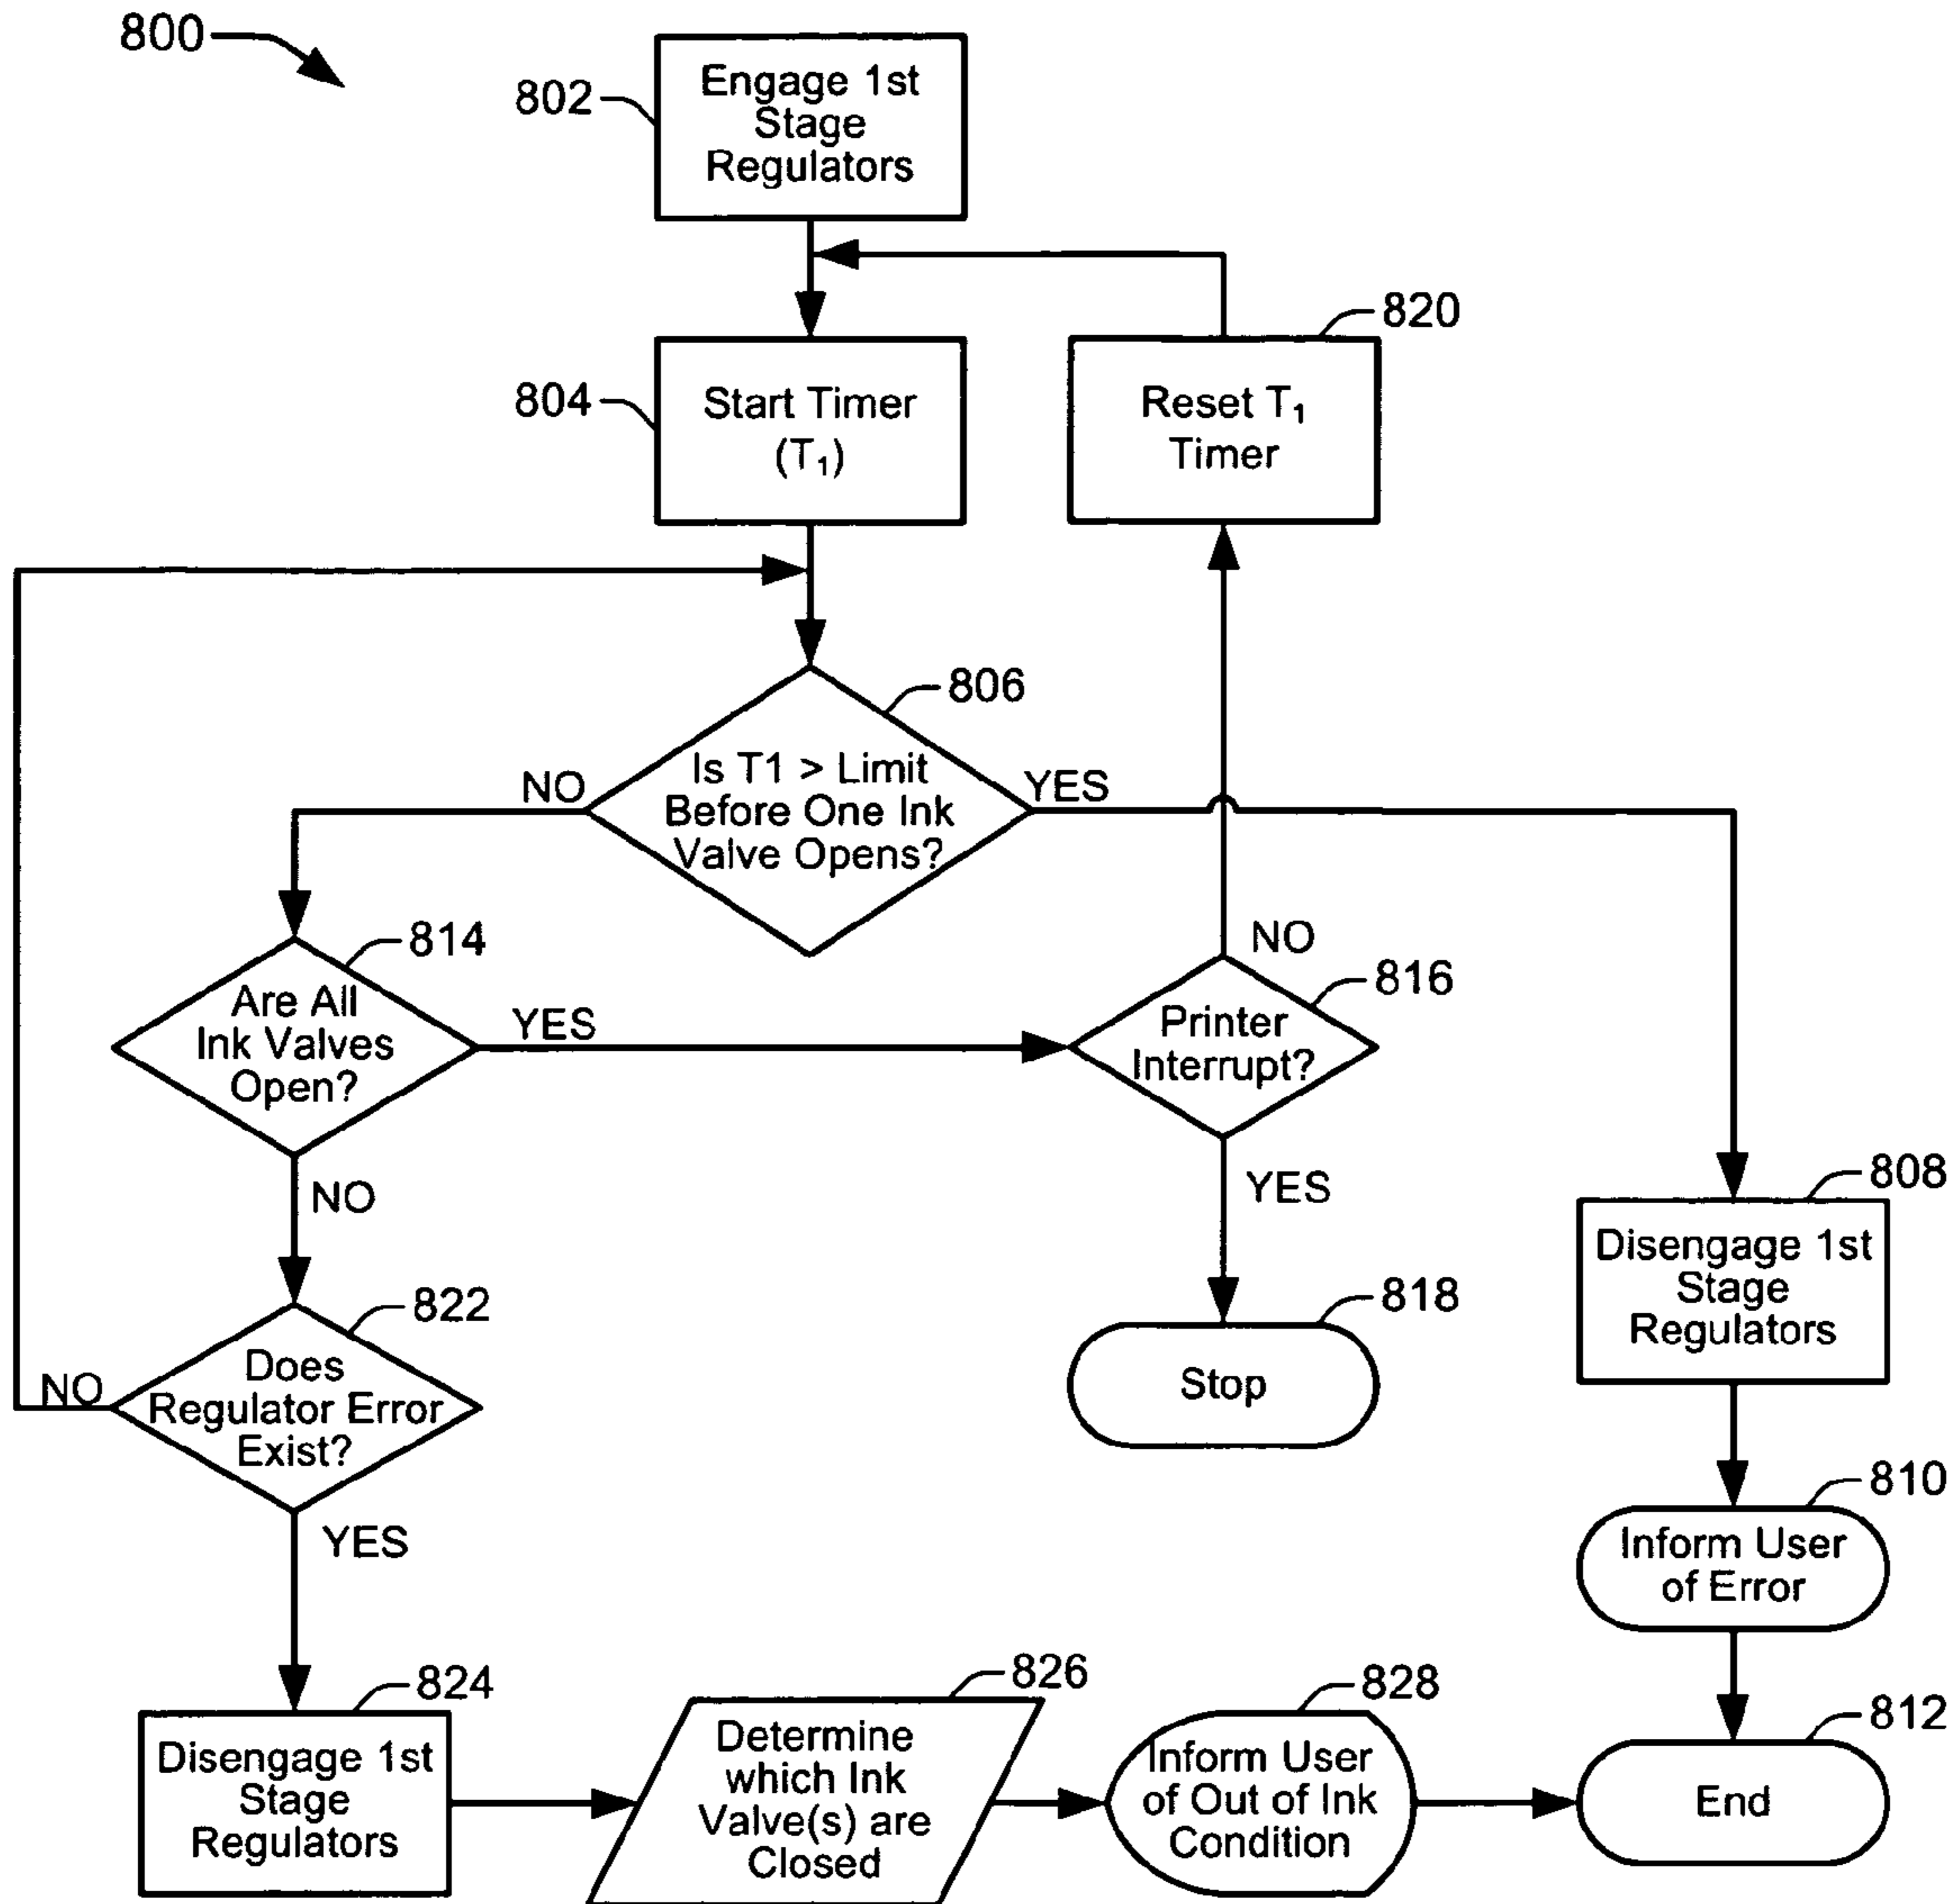 800
802
Engage 1st
Stage
Regulators
804
Start Timer
(T₁)
820
Reset T₁
Timer
806
Is T1 > Limit
Before One Ink
Valve Opens?
NO
YES
814
Are All
Ink Valves
Open?
YES
NO
816
Printer
Interrupt?
NO
YES
818
Stop
808
Disengage 1st
Stage
Regulators
810
Inform User
of Error
812
End
822
Does
Regulator Error
Exist?
NO
YES
824
Disengage 1st
Stage
Regulators
826
Determine
which Ink
Valve(s) are
Closed
828
Inform User
of Out of Ink
Condition